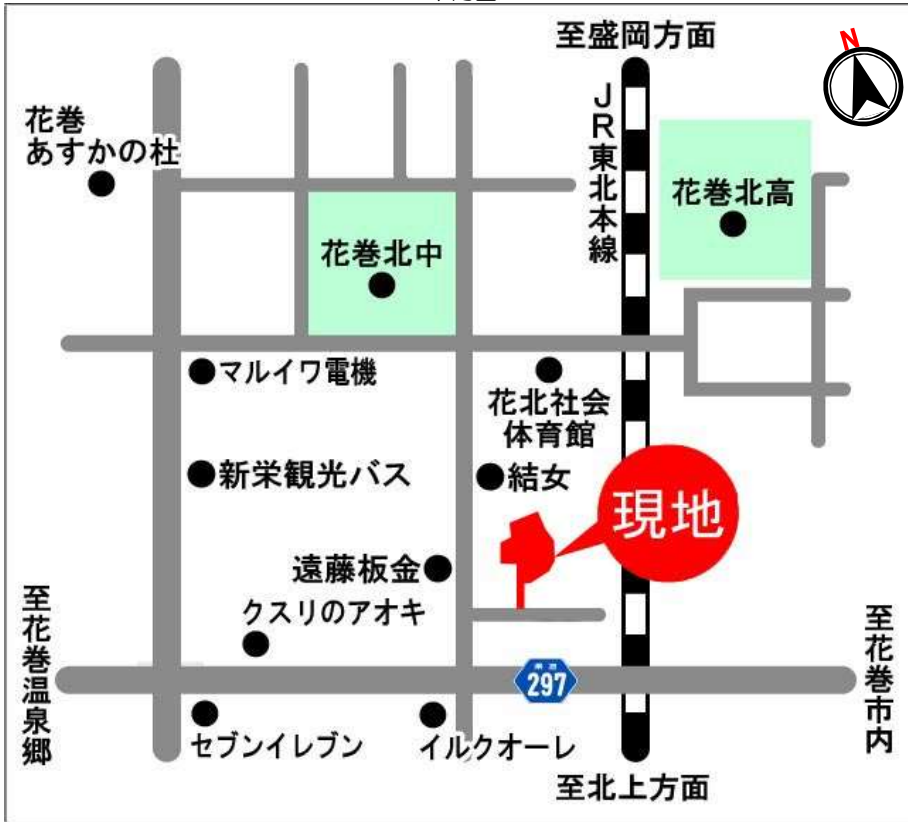 至盛岡方面
N
JR東北本線
花巻
あすかの杜
花巻北高
花巻北中
マルイワ電機
花北社会
体育館
新栄観光バス
結女
現地
遠藤板金
クスリのアオキ
至花巻温泉郷
至花巻市内
県道
297
セブンイレブン
イルクオーレ
至北上方面